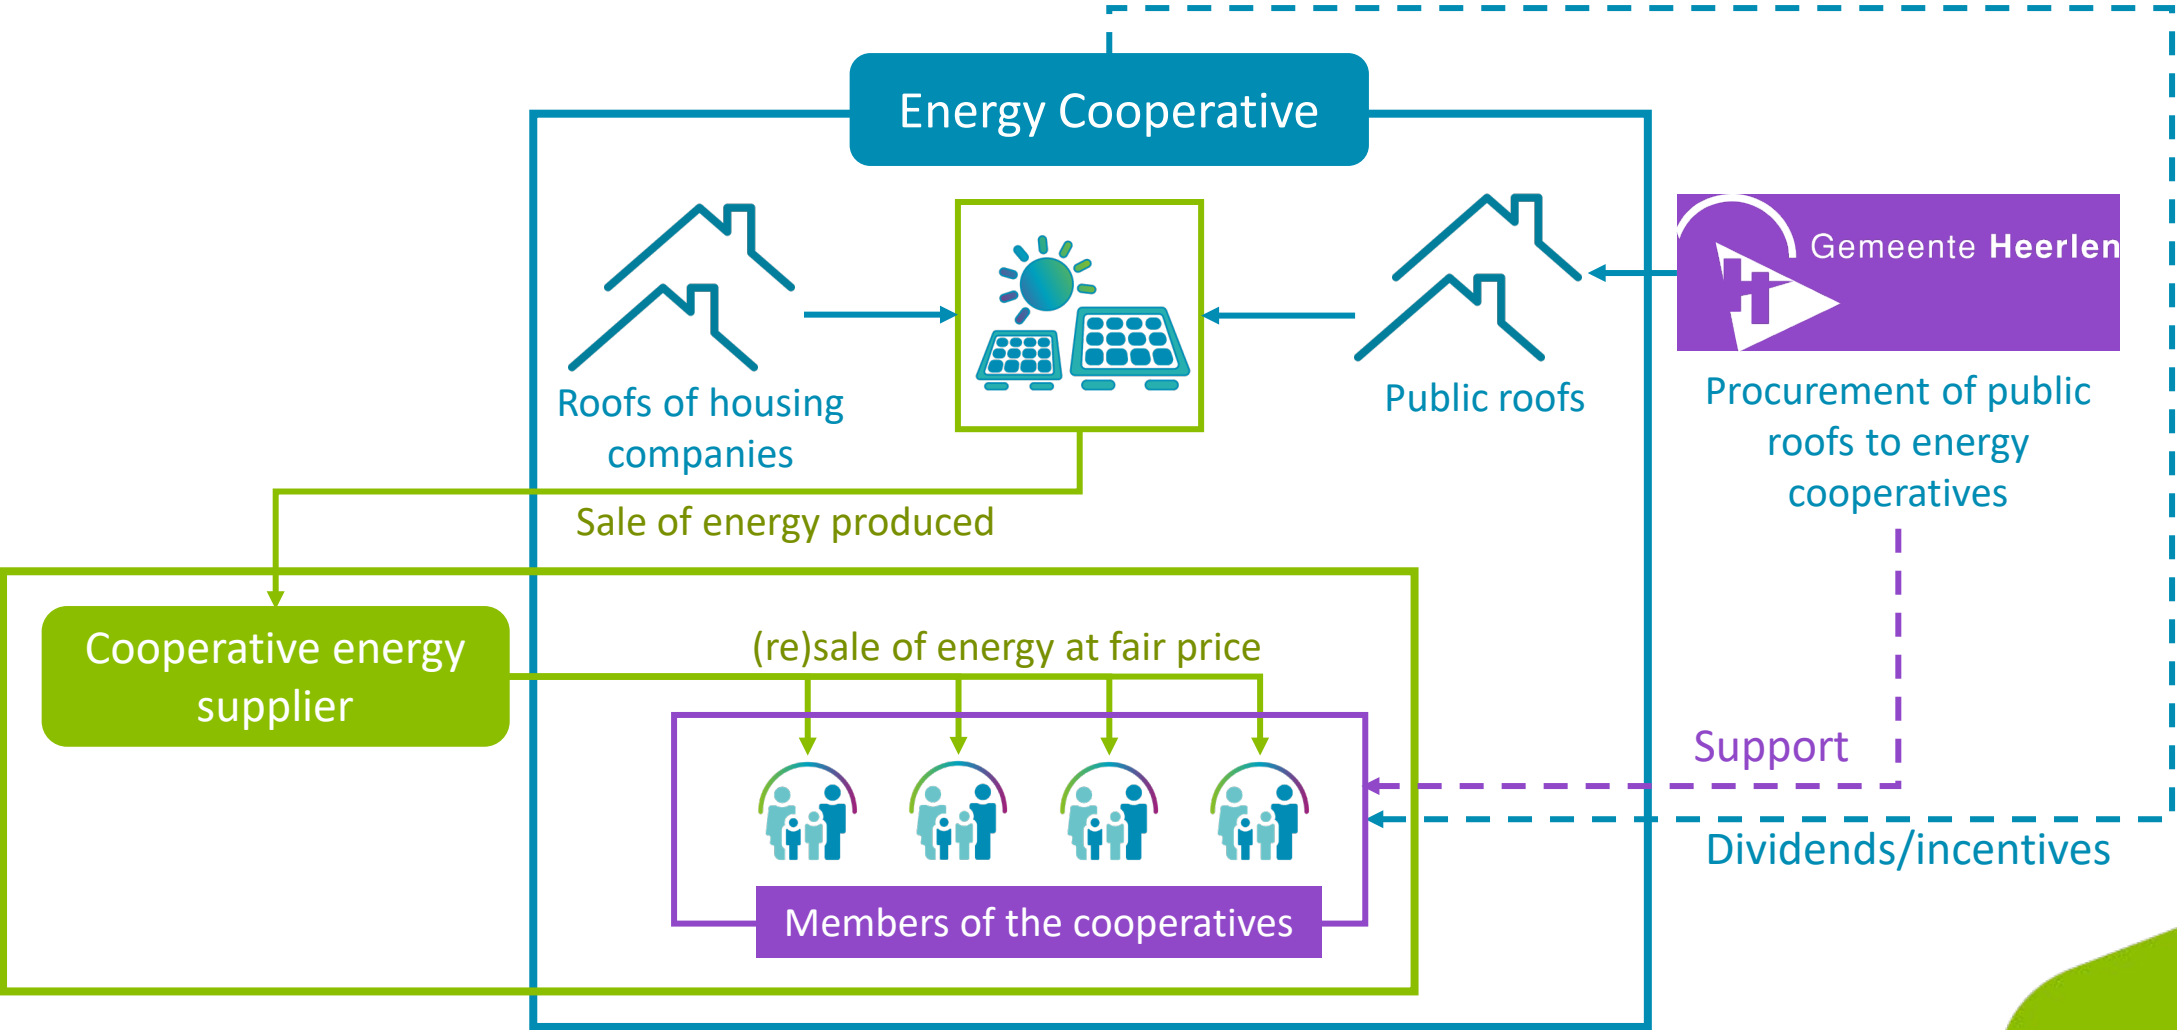 Energy Cooperative
Gemeente Heerlen
Roofs of housing
companies
Public roofs
Procurement of public
roofs to energy
cooperatives
Sale of energy produced
Cooperative energy
supplier
(re)sale of energy at fair price
Support
Dividends/incentives
Members of the cooperatives